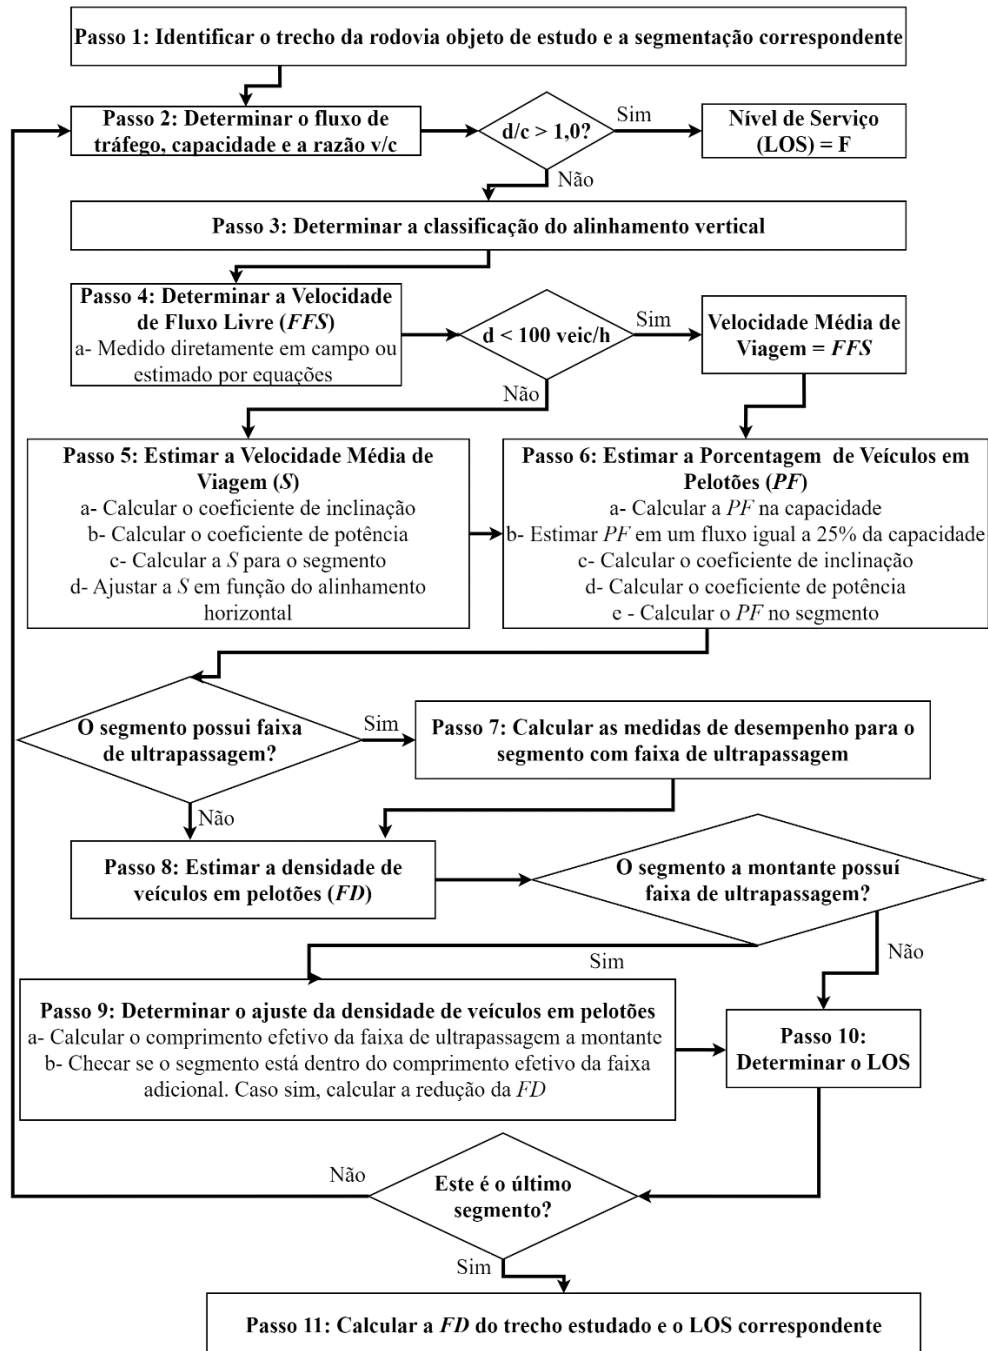 Passo 1: Identificar o trecho da rodovia objeto de estudo e a segmentação correspondente
Passo 2: Determinar o fluxo de
tráfego, capacidade e a razão v/c
d/c > 1,0?
Sim
Nível de Serviço
(LOS) = F
Não
Passo 3: Determinar a classificação do alinhamento vertical
Passo 4: Determinar a Velocidade
de Fluxo Livre (FFS)
a- Medido diretamente em campo ou
estimado por equações
d < 100 veic/h
Sim
Velocidade Média de
Viagem = FFS
Não
Passo 5: Estimar a Velocidade Média de
Viagem (S)
a- Calcular o coeficiente de inclinação
b- Calcular o coeficiente de potência
c- Calcular a S para o segmento
d- Ajustar a S em função do alinhamento
horizontal
Passo 6: Estimar a Porcentagem de Veículos em
Pelotões (PF)
a- Calcular a PF na capacidade
b- Estimar PF em um fluxo igual a 25% da capacidade
c- Calcular o coeficiente de inclinação
d- Calcular o coeficiente de potência
e - Calcular o PF no segmento
O segmento possui faixa
de ultrapassagem?
Sim
Passo 7: Calcular as medidas de desempenho para o
segmento com faixa de ultrapassagem
Não
Passo 8: Estimar a densidade de
veículos em pelotões (FD)
O segmento a montante possuí
faixa de ultrapassagem?
Sim
Não
Passo 9: Determinar o ajuste da densidade de veículos em pelotões
a- Calcular o comprimento efetivo da faixa de ultrapassagem a montante
b- Checar se o segmento está dentro do comprimento efetivo da faixa
adicional. Caso sim, calcular a redução da FD
Passo 10:
Determinar o LOS
Não
Este é o último
segmento?
Sim
Passo 11: Calcular a FD do trecho estudado e o LOS correspondente